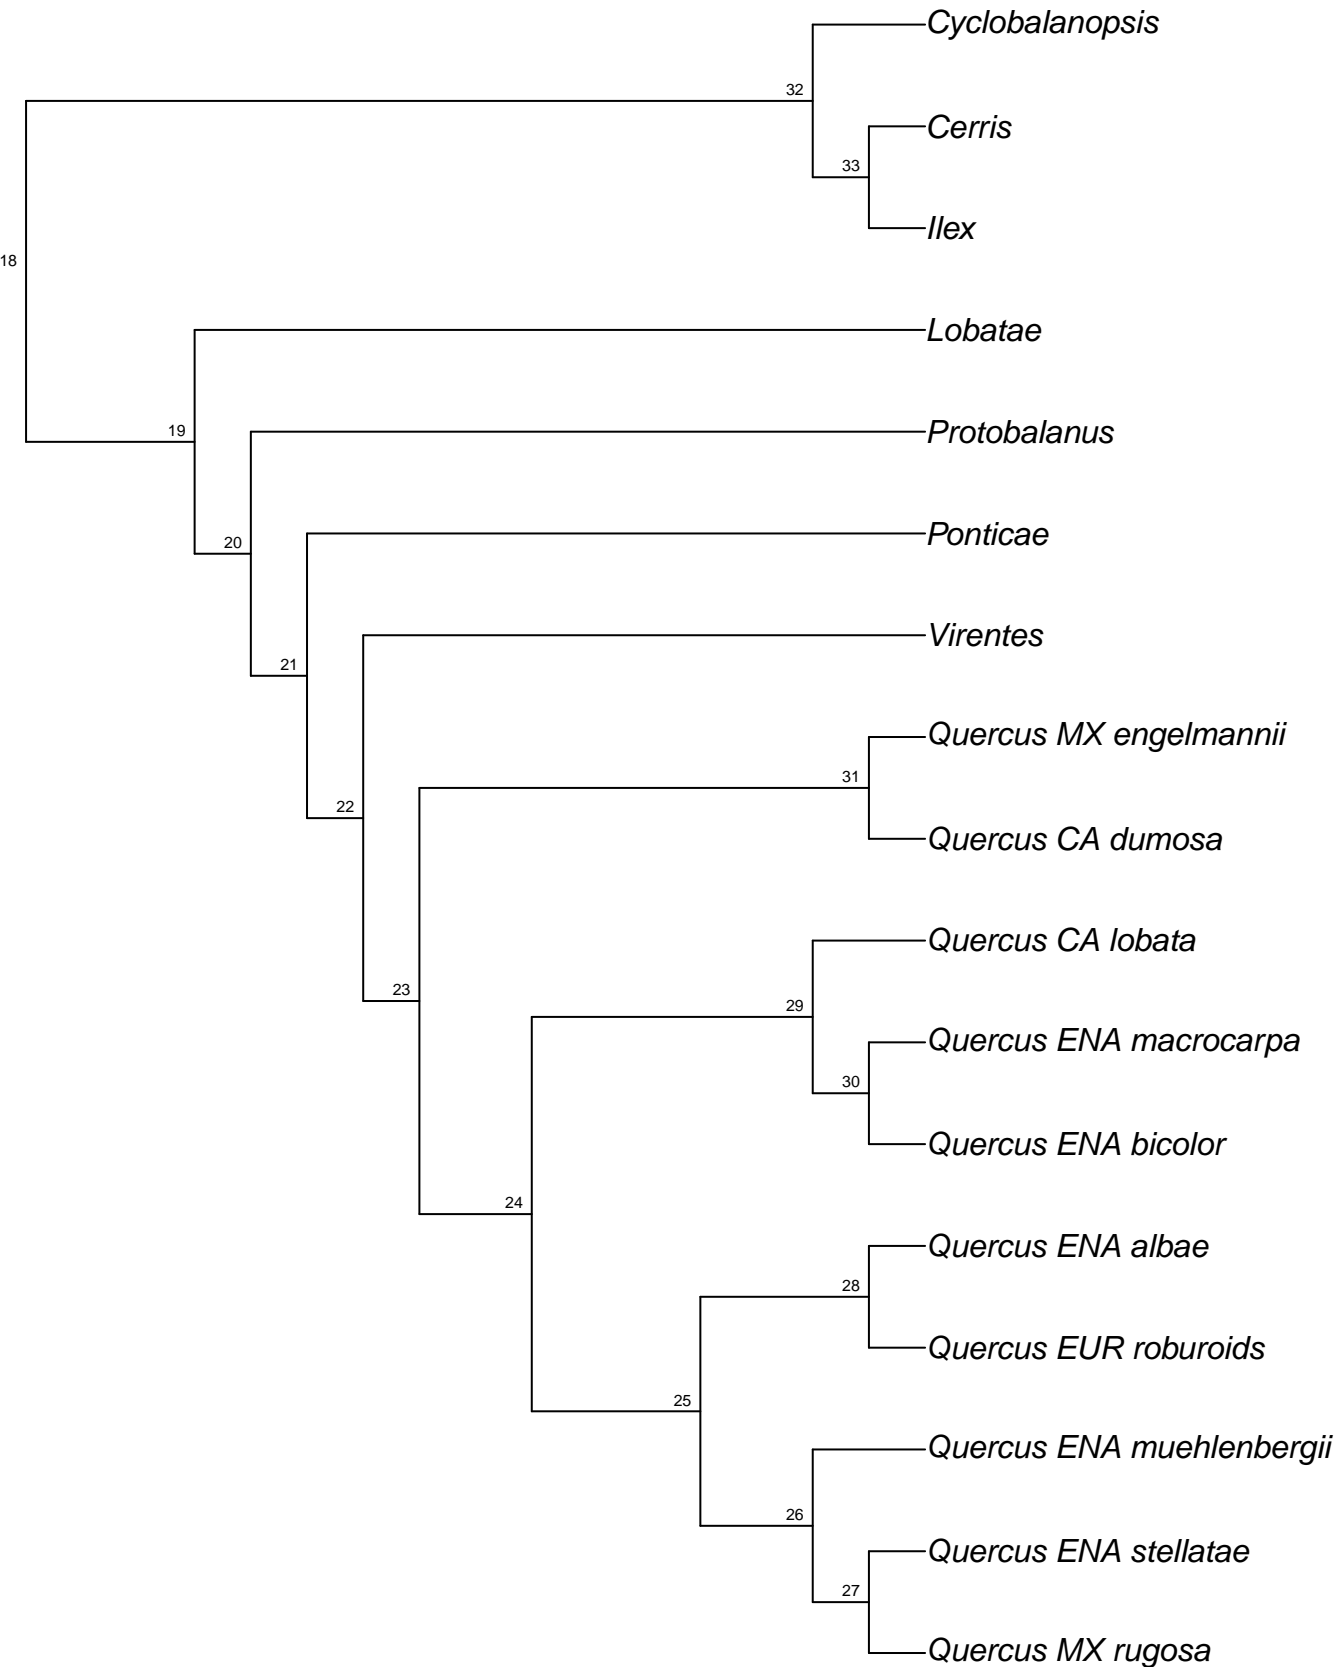 Cyclobalanopsis
32
Cerris
33
Ilex
18
Lobatae
19
Protobalanus
20
Ponticae
Virentes
21
Quercus MX engelmannii
31
22
Quercus CA dumosa
Quercus CA lobata
23
29
Quercus ENA macrocarpa
30
Quercus ENA bicolor
24
Quercus ENA albae
28
Quercus EUR roburoids
25
Quercus ENA muehlenbergii
26
Quercus ENA stellatae
27
Quercus MX rugosa